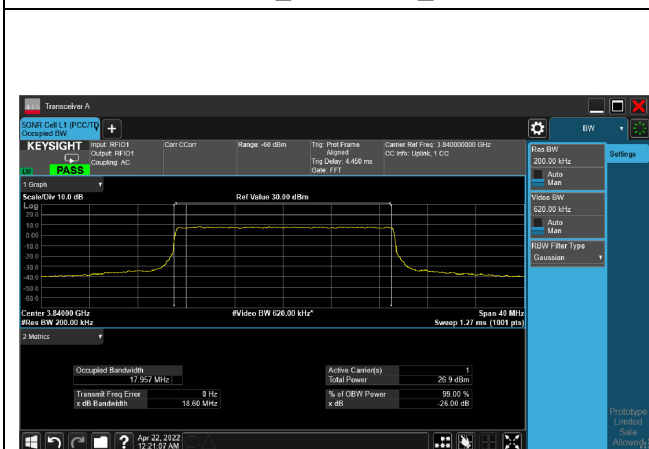 Transceiver A
5GNR Cell L1 (PCC/TD
Occupied BW
BW
KEYSIGHT
PASS
Input: RFIO1
Output: RFIO1
Coupling: AC
Corr CCorr
Range: -66 dBm
Trig: Pret Frame
Aligned
Trig Delay: 4.450 ms
Gate: FFT
Carrier Ref Freq: 3.840000000 GHz
CC Info: Uplink, 1 CC
1 Graph
Scale/Div 10.0 dB
Ref Value 30.00 dBm
Log
20.0
10.0
0.00
-10.0
-20.0
-30.0
-40.0
-50.0
-60.0
Center 3.84000 GHz
#Video BW 620.00 kHz*
Span 40 MHz
#Res BW 200.00 kHz
Sweep 1.27 ms (1001 pts)
2 Metrics
Occupied Bandwidth
17.957 MHz
Active Carrier(s) 1
Total Power 26.9 dBm
Transmit Freq Error 0 Hz
x dB Bandwidth 18.60 MHz
% of OBW Power 99.00 %
x dB -26.00 dB
Apr 22, 2022
12:21:07 AM
Res BW
200.00 kHz
Auto
Man
Video BW
620.00 kHz
Auto
Man
RBW Filter Type
Gaussian
Settings
Prototype
Limited
Sale
Allowed